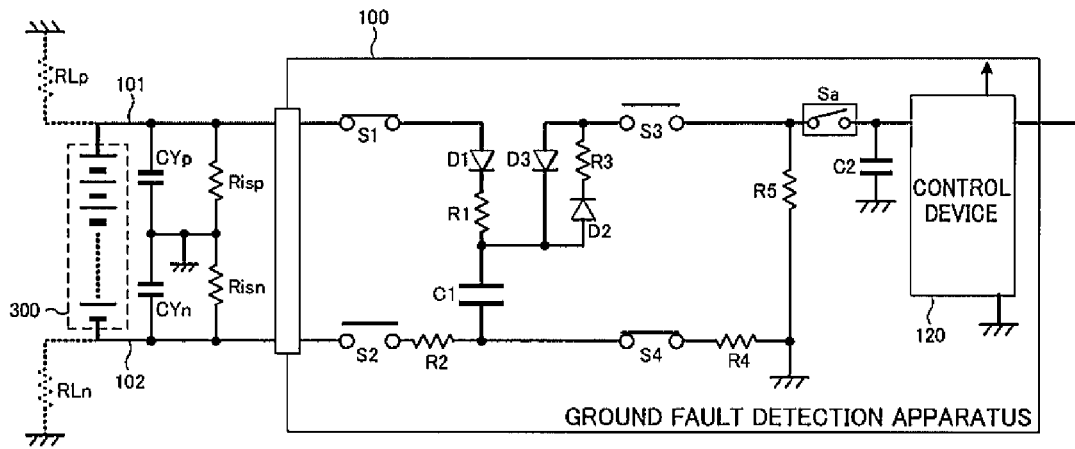 100
RLp
101
S1
S3
Sa
CYp
Risp
D1
D3
R3
R1
D2
R5
C2
CONTROL
DEVICE
300
CYn
Risn
C1
S2
R2
S4
R4
120
RLn
102
GROUND FAULT DETECTION APPARATUS